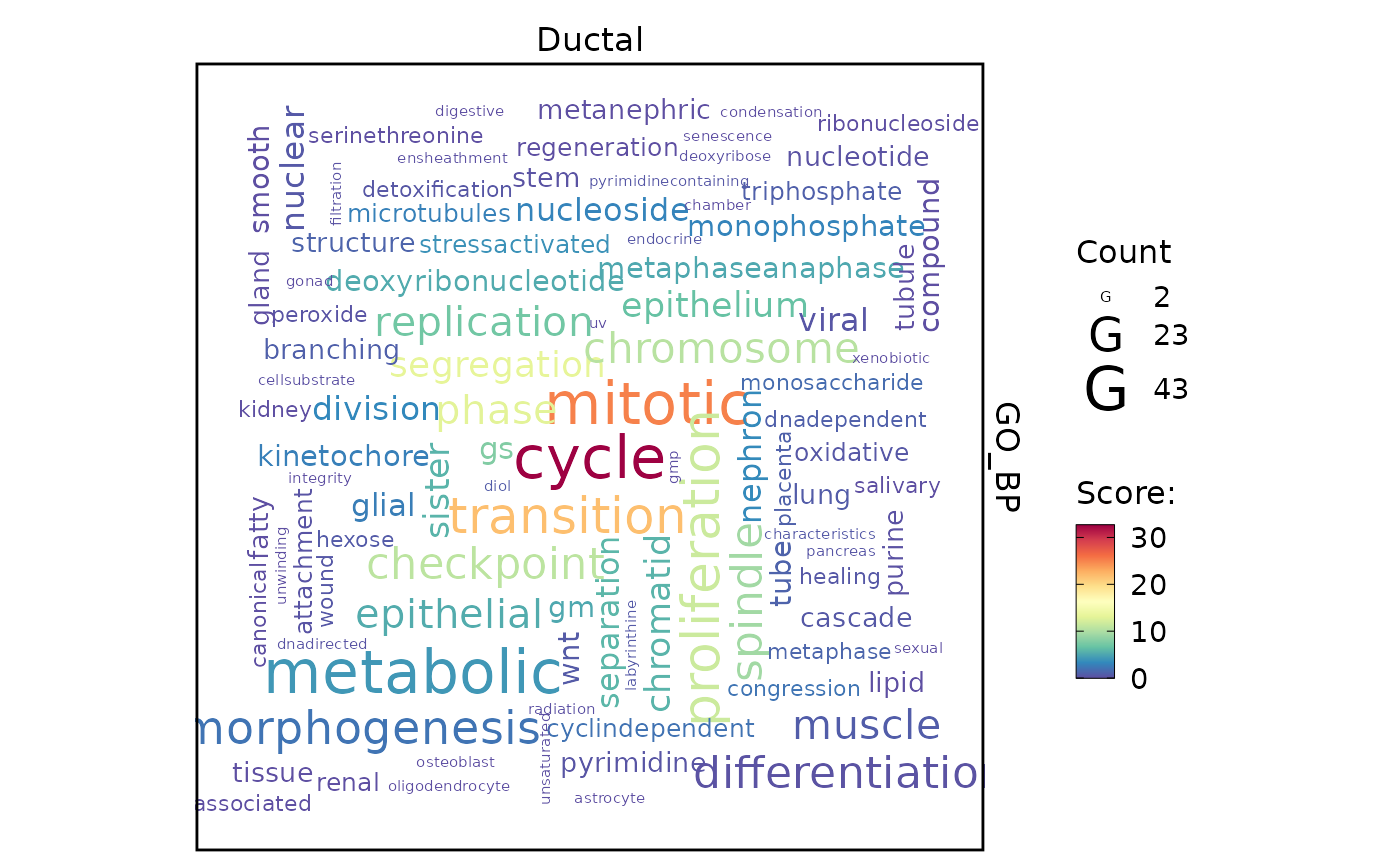 Ductal
digestive
metanephric
condensation
ribonucleoside
serinethreonine
senescence
regeneration
nuclear
smooth
ensheathment
deoxyribose
nucleotide
filtration
detoxification
stem
pyrimidinecontaining
triphosphate
microtubules
nucleoside
chamber
monophosphate
compound
structure
stressactivated
endocrine
gland
gonad
deoxyribonucleotide
metaphaseanaphase
tubule
peroxide
replication
uv
epithelium
viral
branching
segregation
chromosome
xenobiotic
cellsubstrate
mitotic
monosaccharide
kidney
division
phase
dnadependent
nephron
kinetochore
sister
gs
cycle
gmp
proliferation
placenta
oxidative
integrity
diol
lung
salivary
glial
transition
fatty
canonical
unwinding
attachment
hexose
wound
characteristics
pancreas
purine
checkpoint
separation
chromatid
spindle
tube
healing
epithelial
gm
cascade
dnadirected
wnt
labyrinthine
metaphase
sexual
metabolic
congression
lipid
radiation
morphogenesis
unsaturated
cyclindependent
muscle
tissue
renal
osteoblast
oligodendrocyte
pyrimidine
differentiatio
associated
astrocyte
GO_BP
Count
G 2
G 23
G 43
Score:
30
20
10
0